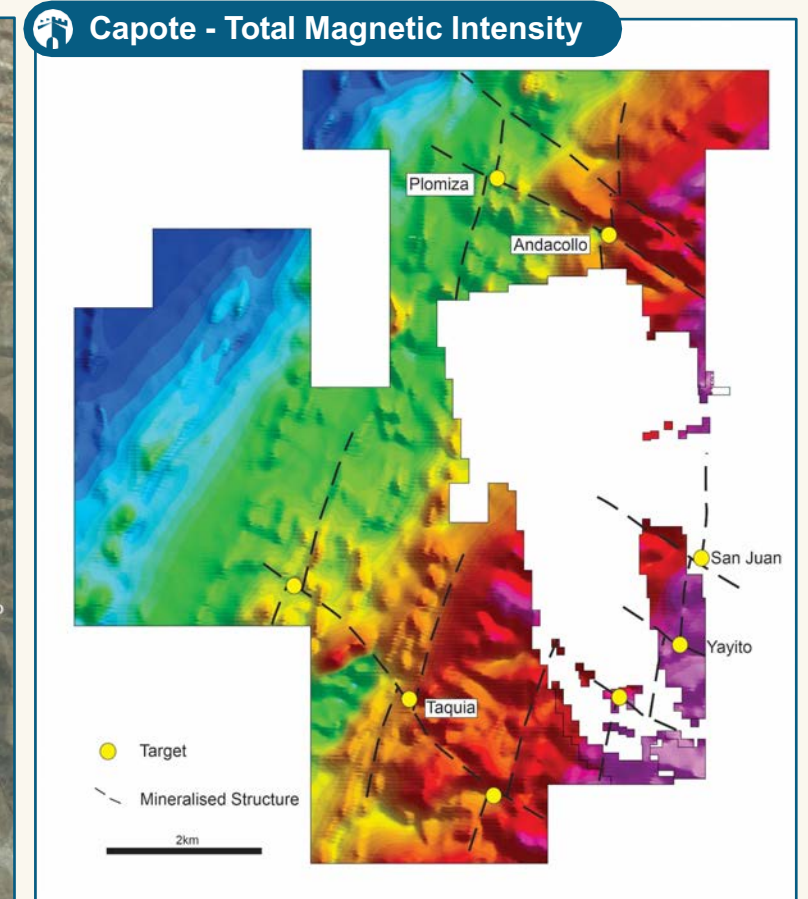 Capote - Total Magnetic Intensity
Plomiza
Andacollo
San Juan
Yayito
Taquia
Target
Mineralised Structure
2km